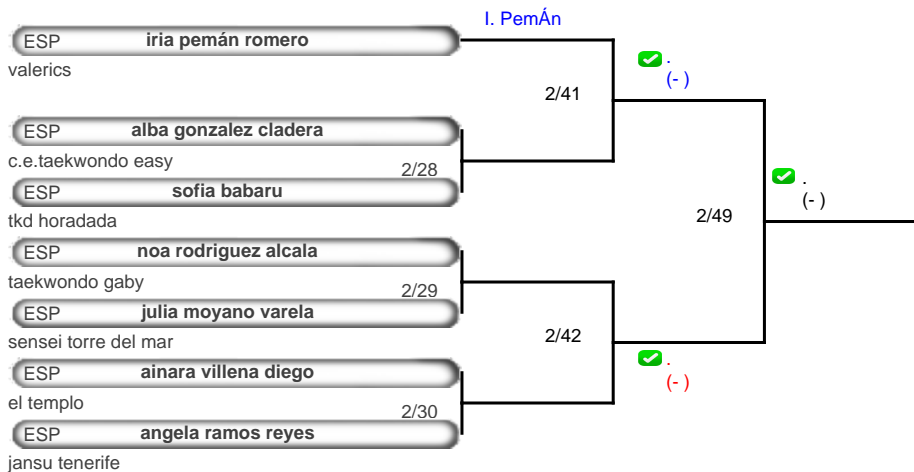 I. PemÁn
ESP iria pemán romero
valerics
.
(- )
2/41
ESP alba gonzalez cladera
c.e.taekwondo easy
2/28
.
(- )
ESP sofia babaru
tkd horadada
2/49
ESP noa rodriguez alcala
taekwondo gaby
2/29
ESP julia moyano varela
sensei torre del mar
2/42
.
(- )
ESP ainara villena diego
el templo
2/30
ESP angela ramos reyes
jansu tenerife